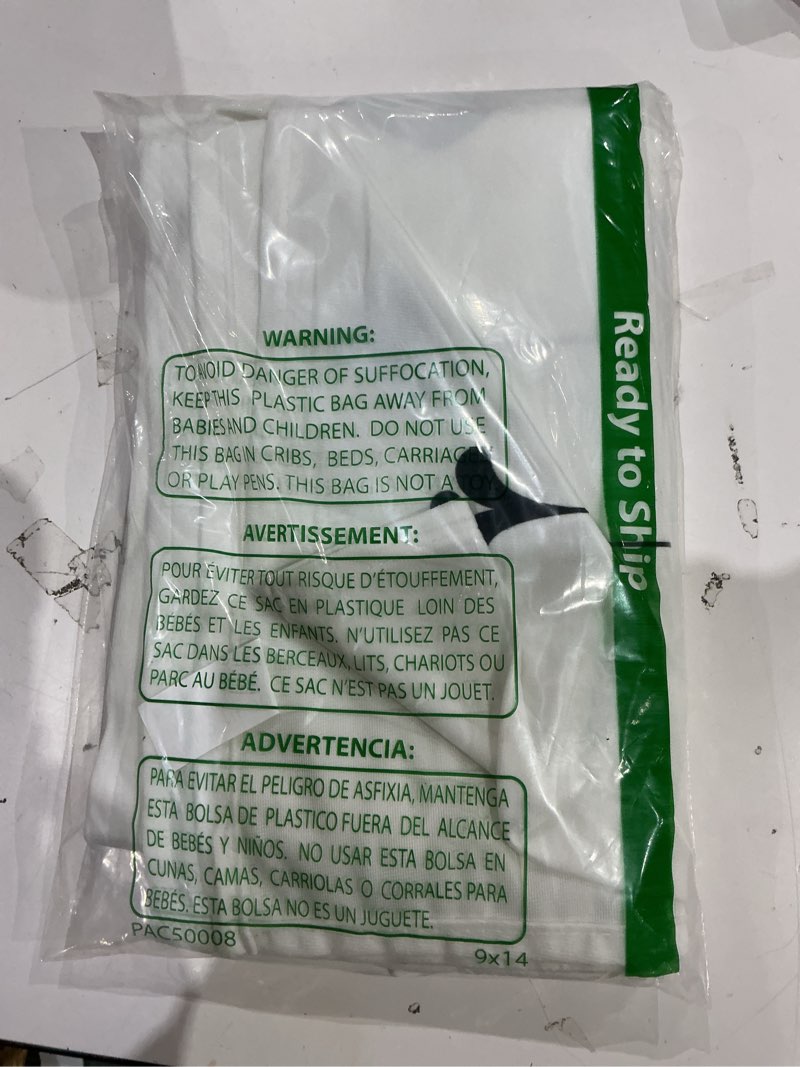 WARNING:
TO AVOID DANGER OF SUFFOCATION,
KEEP THIS PLASTIC BAG AWAY FROM
BABIES AND CHILDREN. DO NOT USE
THIS BAG IN CRIBS, BEDS, CARRIAGES
OR PLAY PENS. THIS BAG IS NOT A TOY.
AVERTISSEMENT:
POUR ÉVITER TOUT RISQUE D'ÉTOUFFEMENT,
GARDEZ CE SAC EN PLASTIQUE LOIN DES
BÉBÉS ET LES ENFANTS. N'UTILISEZ PAS CE
SAC DANS LES BERCEAUX, LITS, CHARIOTS OU
PARC AU BÉBÉ. CE SAC N'EST PAS UN JOUET.
ADVERTENCIA:
PARA EVITAR EL PELIGRO DE ASFIXIA, MANTENGA
ESTA BOLSA DE PLASTICO FUERA DEL ALCANCE
DE BEBÉS Y NIÑOS. NO USAR ESTA BOLSA EN
CUNAS, CAMAS, CARRIOLAS O CORRALES PARA
BEBÉS. ESTA BOLSA NO ES UN JUGUETE.
PAC50008
9x14
Ready to Ship